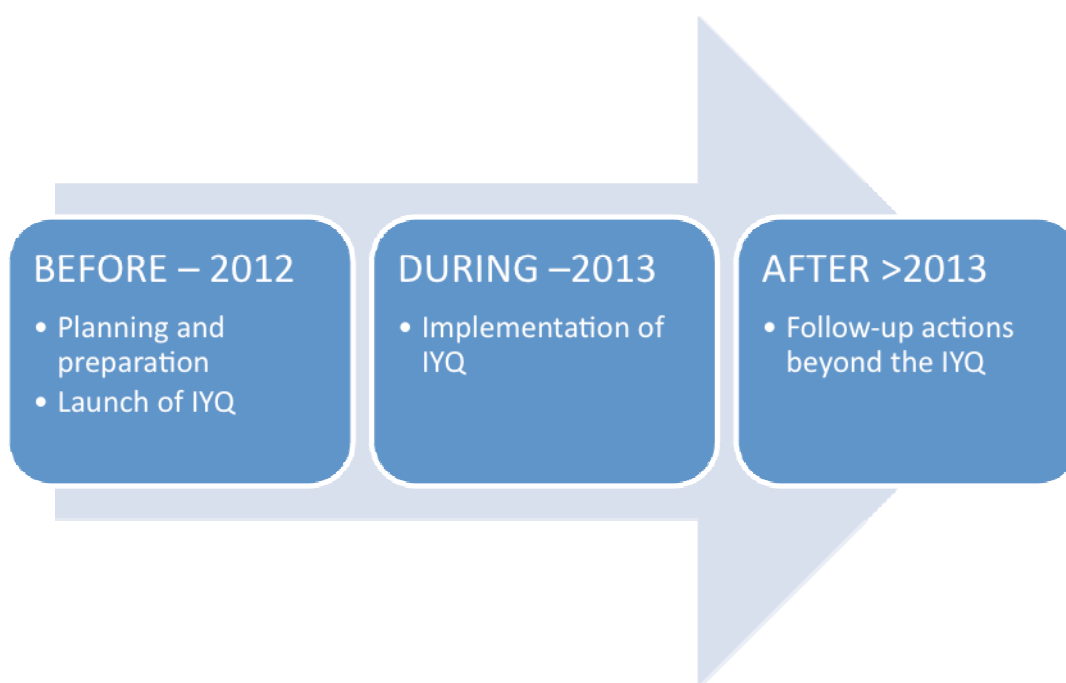 BEFORE – 2012
• Planning and
preparation
• Launch of IYQ
DURING –2013
• Implementation of
IYQ
AFTER >2013
• Follow-up actions
beyond the IYQ